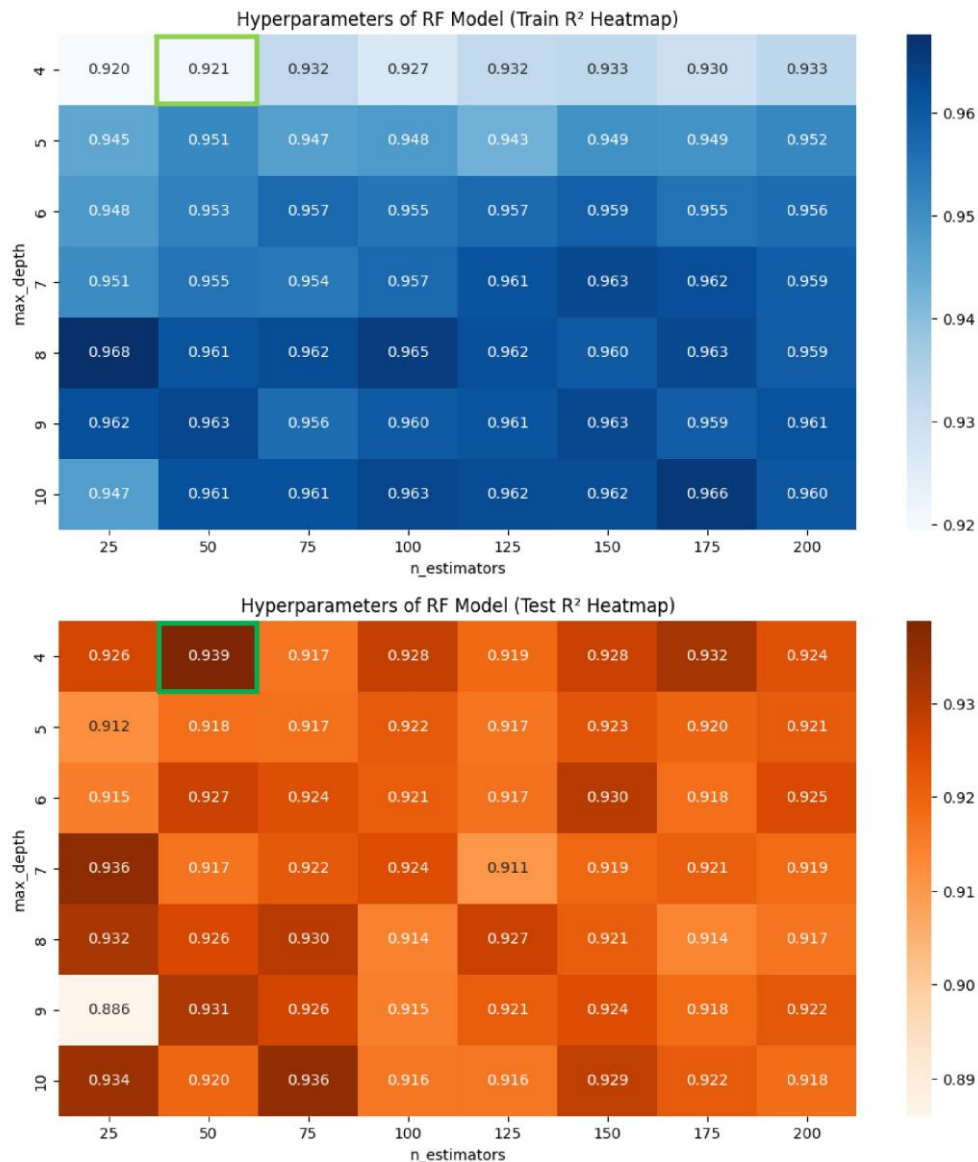 Hyperparameters of RF Model (Train R² Heatmap)
4 0.920 0.921 0.932 0.927 0.932 0.933 0.930 0.933
5 0.945 0.951 0.947 0.948 0.943 0.949 0.949 0.952
6 0.948 0.953 0.957 0.955 0.957 0.959 0.955 0.956
7 0.951 0.955 0.954 0.957 0.961 0.963 0.962 0.959
8 0.968 0.961 0.962 0.965 0.962 0.960 0.963 0.959
9 0.962 0.963 0.956 0.960 0.961 0.963 0.959 0.961
10 0.947 0.961 0.961 0.963 0.962 0.962 0.966 0.960
max_depth
25 50 75 100 125 150 175 200
n_estimators
0.96
0.95
0.94
0.93
0.92
Hyperparameters of RF Model (Test R² Heatmap)
4 0.926 0.939 0.917 0.928 0.919 0.928 0.932 0.924
5 0.912 0.918 0.917 0.922 0.917 0.923 0.920 0.921
6 0.915 0.927 0.924 0.921 0.917 0.930 0.918 0.925
7 0.936 0.917 0.922 0.924 0.911 0.919 0.921 0.919
8 0.932 0.926 0.930 0.914 0.927 0.921 0.914 0.917
9 0.886 0.931 0.926 0.915 0.921 0.924 0.918 0.922
10 0.934 0.920 0.936 0.916 0.916 0.929 0.922 0.918
max_depth
25 50 75 100 125 150 175 200
n_estimators
0.93
0.92
0.91
0.90
0.89